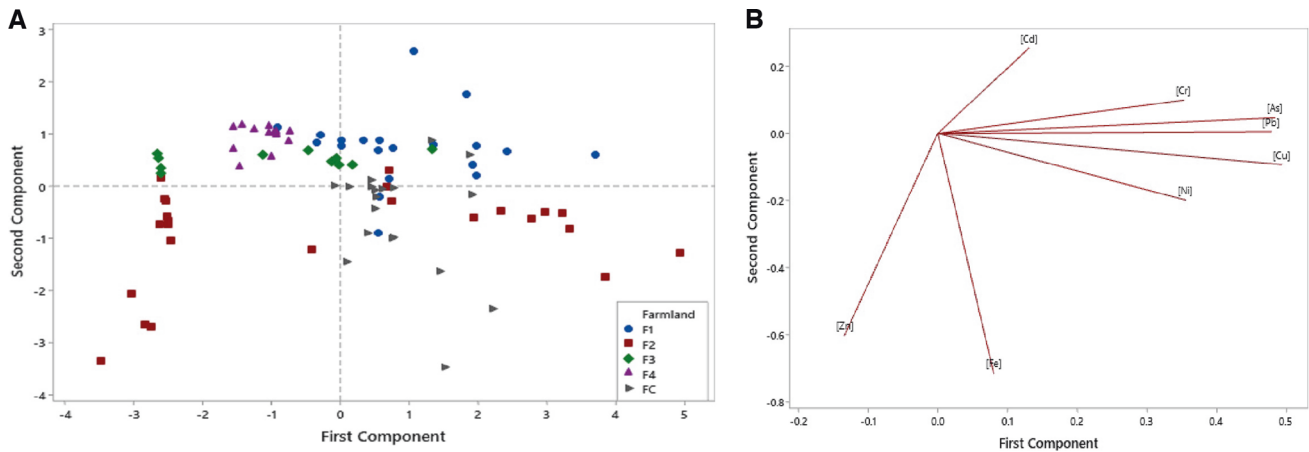 A
Second Component
3
2
1
0
-1
-2
-3
-4
-4
-3
-2
-1
0
1
2
3
4
5
First Component
Farmland
F1
F2
F3
F4
FC
B
Second Component
0.2
0.0
-0.2
-0.4
-0.6
-0.8
-0.2
-0.1
0.0
0.1
0.2
0.3
0.4
0.5
First Component
[Cd]
[Cr]
[As]
[Pb]
[Cu]
[Ni]
[Zn]
[Fe]